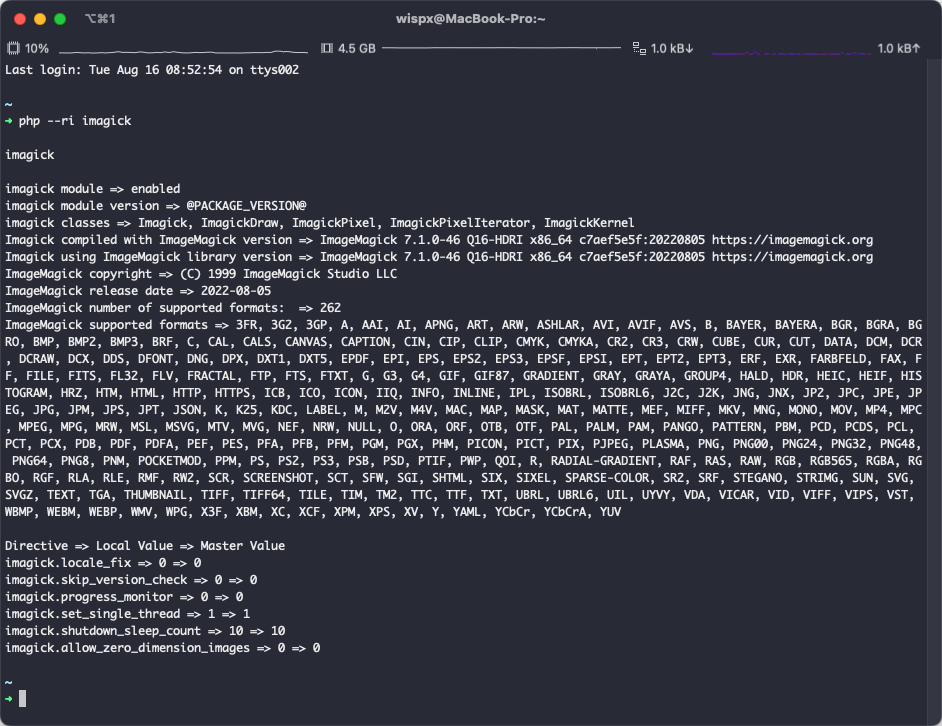 ⌥⌘1 wispx@MacBook-Pro:~
10% 4.5 GB 1.0 kB↓ 1.0 kB↑
Last login: Tue Aug 16 08:52:54 on ttys002
~
➜ php --ri imagick
imagick
imagick module => enabled
imagick module version => @PACKAGE_VERSION@
imagick classes => Imagick, ImagickDraw, ImagickPixel, ImagickPixelIterator, ImagickKernel
Imagick compiled with ImageMagick version => ImageMagick 7.1.0-46 Q16-HDRI x86_64 c7aef5e5f:20220805 https://imagemagick.org
Imagick using ImageMagick library version => ImageMagick 7.1.0-46 Q16-HDRI x86_64 c7aef5e5f:20220805 https://imagemagick.org
ImageMagick copyright => (C) 1999 ImageMagick Studio LLC
ImageMagick release date => 2022-08-05
ImageMagick number of supported formats:  => 262
ImageMagick supported formats => 3FR, 3G2, 3GP, A, AAI, AI, APNG, ART, ARW, ASHLAR, AVI, AVIF, AVS, B, BAYER, BAYERA, BGR, BGRA, BG
RO, BMP, BMP2, BMP3, BRF, C, CAL, CALS, CANVAS, CAPTION, CIN, CIP, CLIP, CMYK, CMYKA, CR2, CR3, CRW, CUBE, CUR, CUT, DATA, DCM, DCR
, DCRAW, DCX, DDS, DFONT, DNG, DPX, DXT1, DXT5, EPDF, EPI, EPS, EPS2, EPS3, EPSF, EPSI, EPT, EPT2, EPT3, ERF, EXR, FARBFELD, FAX, F
F, FILE, FITS, FL32, FLV, FRACTAL, FTP, FTS, FTXT, G, G3, G4, GIF, GIF87, GRADIENT, GRAY, GRAYA, GROUP4, HALD, HDR, HEIC, HEIF, HIS
TOGRAM, HRZ, HTM, HTML, HTTP, HTTPS, ICB, ICO, ICON, IIQ, INFO, INLINE, IPL, ISOBRL, ISOBRL6, J2C, J2K, JNG, JNX, JP2, JPC, JPE, JP
EG, JPG, JPM, JPS, JPT, JSON, K, K25, KDC, LABEL, M, M2V, M4V, MAC, MAP, MASK, MAT, MATTE, MEF, MIFF, MKV, MNG, MONO, MOV, MP4, MPC
, MPEG, MPG, MRW, MSL, MSVG, MTV, MVG, NEF, NRW, NULL, O, ORA, ORF, OTB, OTF, PAL, PALM, PAM, PANGO, PATTERN, PBM, PCD, PCDS, PCL,
PCT, PCX, PDB, PDF, PDFA, PEF, PES, PFA, PFB, PFM, PGM, PGX, PHM, PICON, PICT, PIX, PJPEG, PLASMA, PNG, PNG00, PNG24, PNG32, PNG48,
PNG64, PNG8, PNM, POCKETMOD, PPM, PS, PS2, PS3, PSB, PSD, PTIF, PWP, QOI, R, RADIAL-GRADIENT, RAF, RAS, RAW, RGB, RGB565, RGBA, RG
BO, RGF, RLA, RLE, RMF, RW2, SCR, SCREENSHOT, SCT, SFW, SGI, SHTML, SIX, SIXEL, SPARSE-COLOR, SR2, SRF, STEGANO, STRIMG, SUN, SVG,
SVGZ, TEXT, TGA, THUMBNAIL, TIFF, TIFF64, TILE, TIM, TM2, TTC, TTF, TXT, UBRL, UBRL6, UIL, UYVY, VDA, VICAR, VID, VIFF, VIPS, VST,
WBMP, WEBM, WEBP, WMV, WPG, X3F, XBM, XC, XCF, XPM, XPS, XV, Y, YAML, YCbCr, YCbCrA, YUV
Directive => Local Value => Master Value
imagick.locale_fix => 0 => 0
imagick.skip_version_check => 0 => 0
imagick.progress_monitor => 0 => 0
imagick.set_single_thread => 1 => 1
imagick.shutdown_sleep_count => 10 => 10
imagick.allow_zero_dimension_images => 0 => 0
~
➜